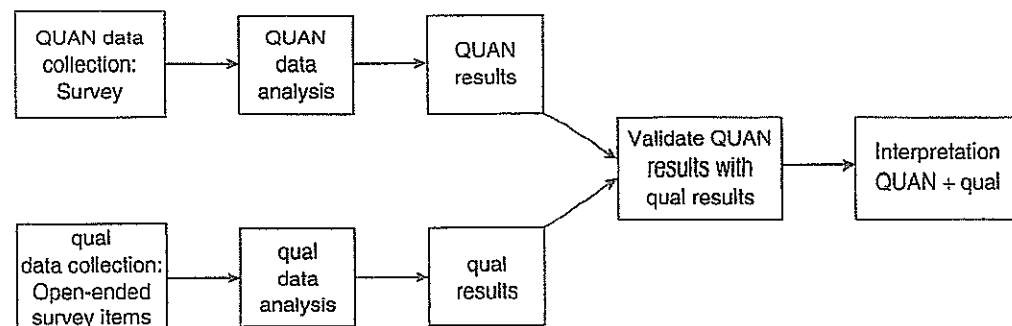 QUAN data
collection:
Survey
QUAN
data
analysis
QUAN
results
Validate QUAN
results with
qual results
Interpretation
QUAN + qual
qual
data collection:
Open-ended
survey items
qual
data
analysis
qual
results